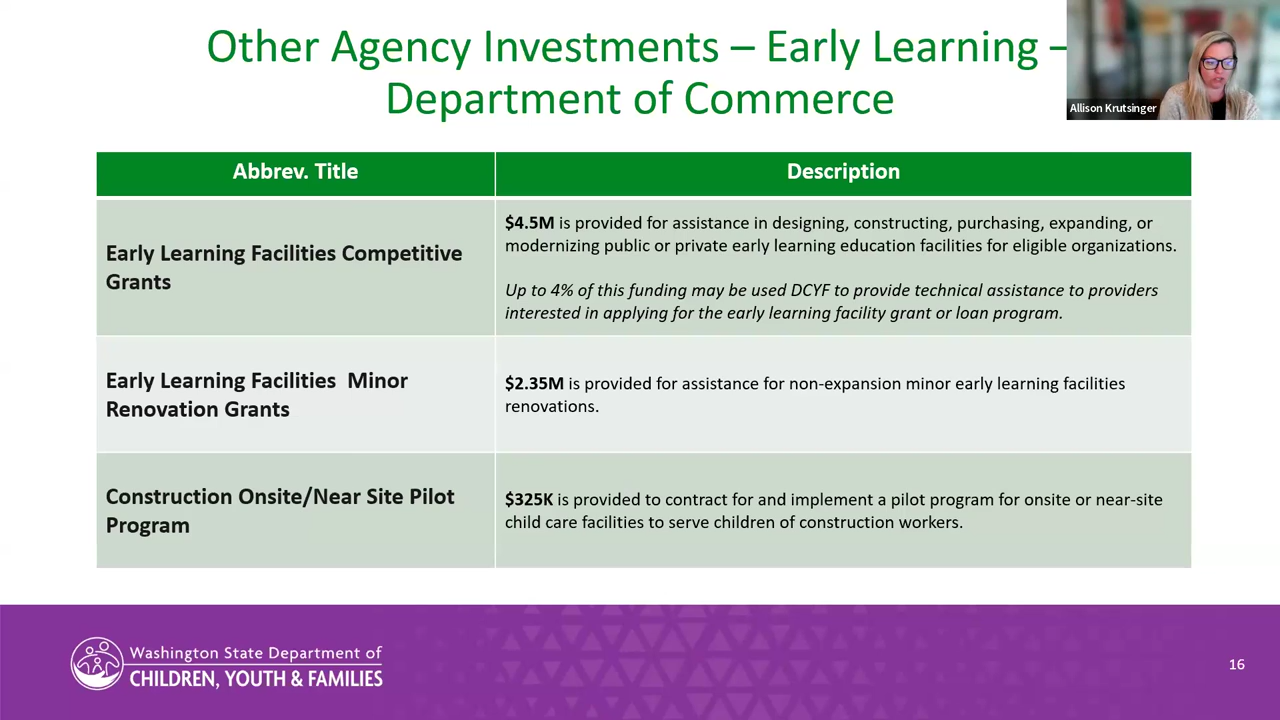 Other Agency Investments – Early Learning –
Department of Commerce
Allison Krutsinger
Abbrev. Title
Description
Early Learning Facilities Competitive
Grants
$4.5M is provided for assistance in designing, constructing, purchasing, expanding, or
modernizing public or private early learning education facilities for eligible organizations.
Up to 4% of this funding may be used DCYF to provide technical assistance to providers
interested in applying for the early learning facility grant or loan program.
Early Learning Facilities  Minor
Renovation Grants
$2.35M is provided for assistance for non-expansion minor early learning facilities
renovations.
Construction Onsite/Near Site Pilot
Program
$325K is provided to contract for and implement a pilot program for onsite or near-site
child care facilities to serve children of construction workers.
Washington State Department of
CHILDREN, YOUTH & FAMILIES
16